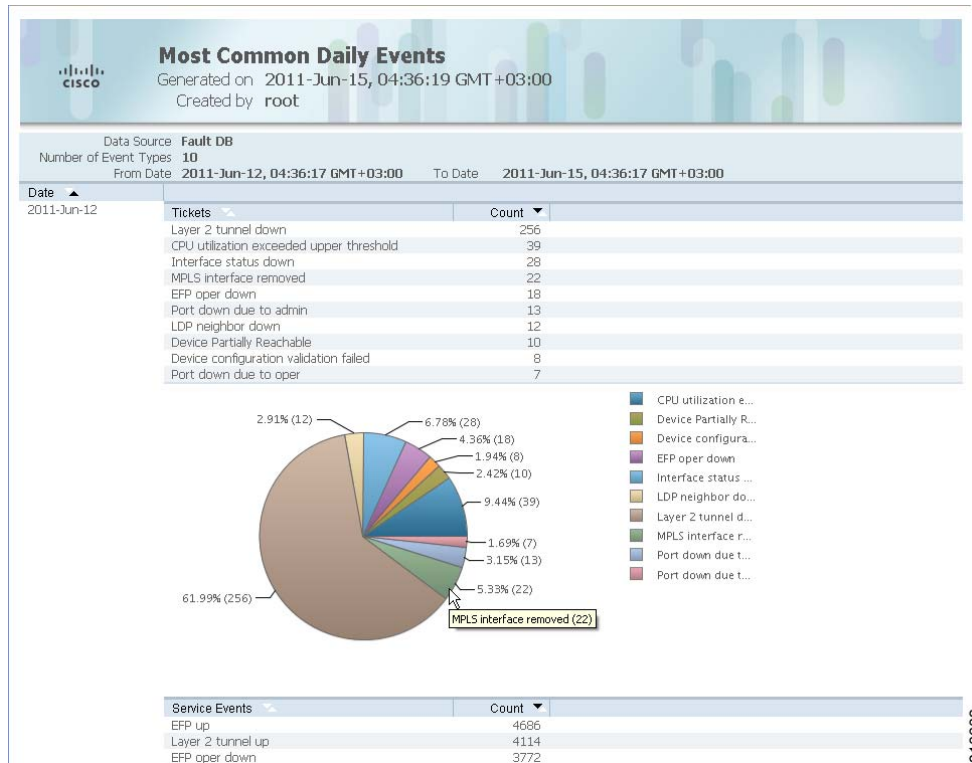 CISCO
Most Common Daily Events
Generated on 2011-Jun-15, 04:36:19 GMT+03:00
Created by root
Data Source Fault DB
Number of Event Types 10
From Date 2011-Jun-12, 04:36:17 GMT+03:00 To Date 2011-Jun-15, 04:36:17 GMT+03:00
Date
2011-Jun-12
Tickets Count
Layer 2 tunnel down 256
CPU utilization exceeded upper threshold 39
Interface status down 28
MPLS interface removed 22
EFP oper down 18
Port down due to admin 13
LDP neighbor down 12
Device Partially Reachable 10
Device configuration validation failed 8
Port down due to oper 7
2.91% (12)
6.78% (28)
4.36% (18)
1.94% (8)
2.42% (10)
9.44% (39)
1.69% (7)
3.15% (13)
5.33% (22)
61.99% (256)
MPLS interface removed (22)
CPU utilization e...
Device Partially R...
Device configura...
EFP oper down
Interface status ...
LDP neighbor do...
Layer 2 tunnel d...
MPLS interface r...
Port down due t...
Port down due t...
Service Events Count
EFP up 4686
Layer 2 tunnel up 4114
EFP oper down 3772